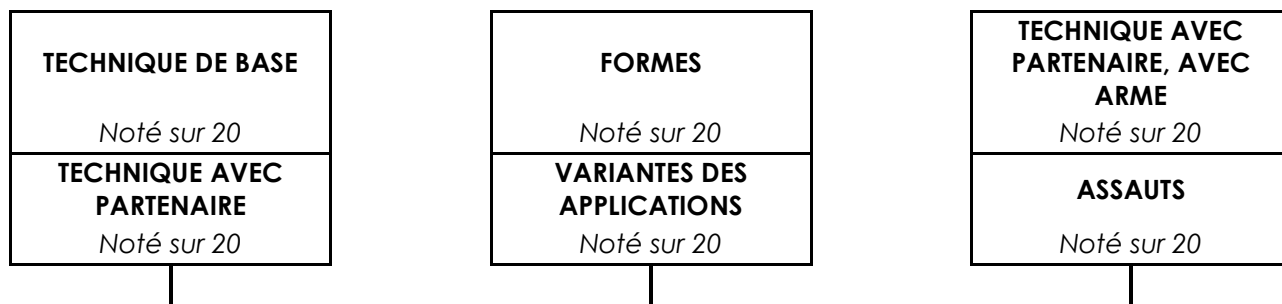 TECHNIQUE DE BASE
Noté sur 20
TECHNIQUE AVEC
PARTENAIRE
Noté sur 20
FORMES
Noté sur 20
VARIANTES DES
APPLICATIONS
Noté sur 20
TECHNIQUE AVEC
PARTENAIRE, AVEC
ARME
Noté sur 20
ASSAUTS
Noté sur 20